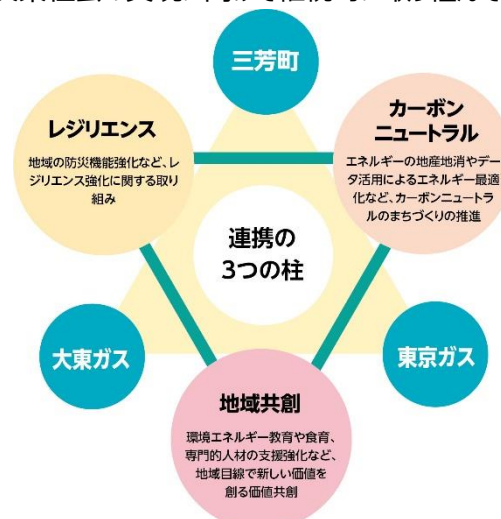 三芳町
レジリエンス
地域の防災機能強化など、レ
ジリエンス強化に関する取り
組み
カーボン
ニュートラル
エネルギーの地産地消やデー
タ活用によるエネルギー最適
化など、カーボンニュートラ
ルのまちづくりの推進
連携の
3つの柱
大東ガス
東京ガス
地域共創
環境エネルギー教育や食育、
専門的人材の支援強化など、
地域目線で新しい価値を
創る価値共創